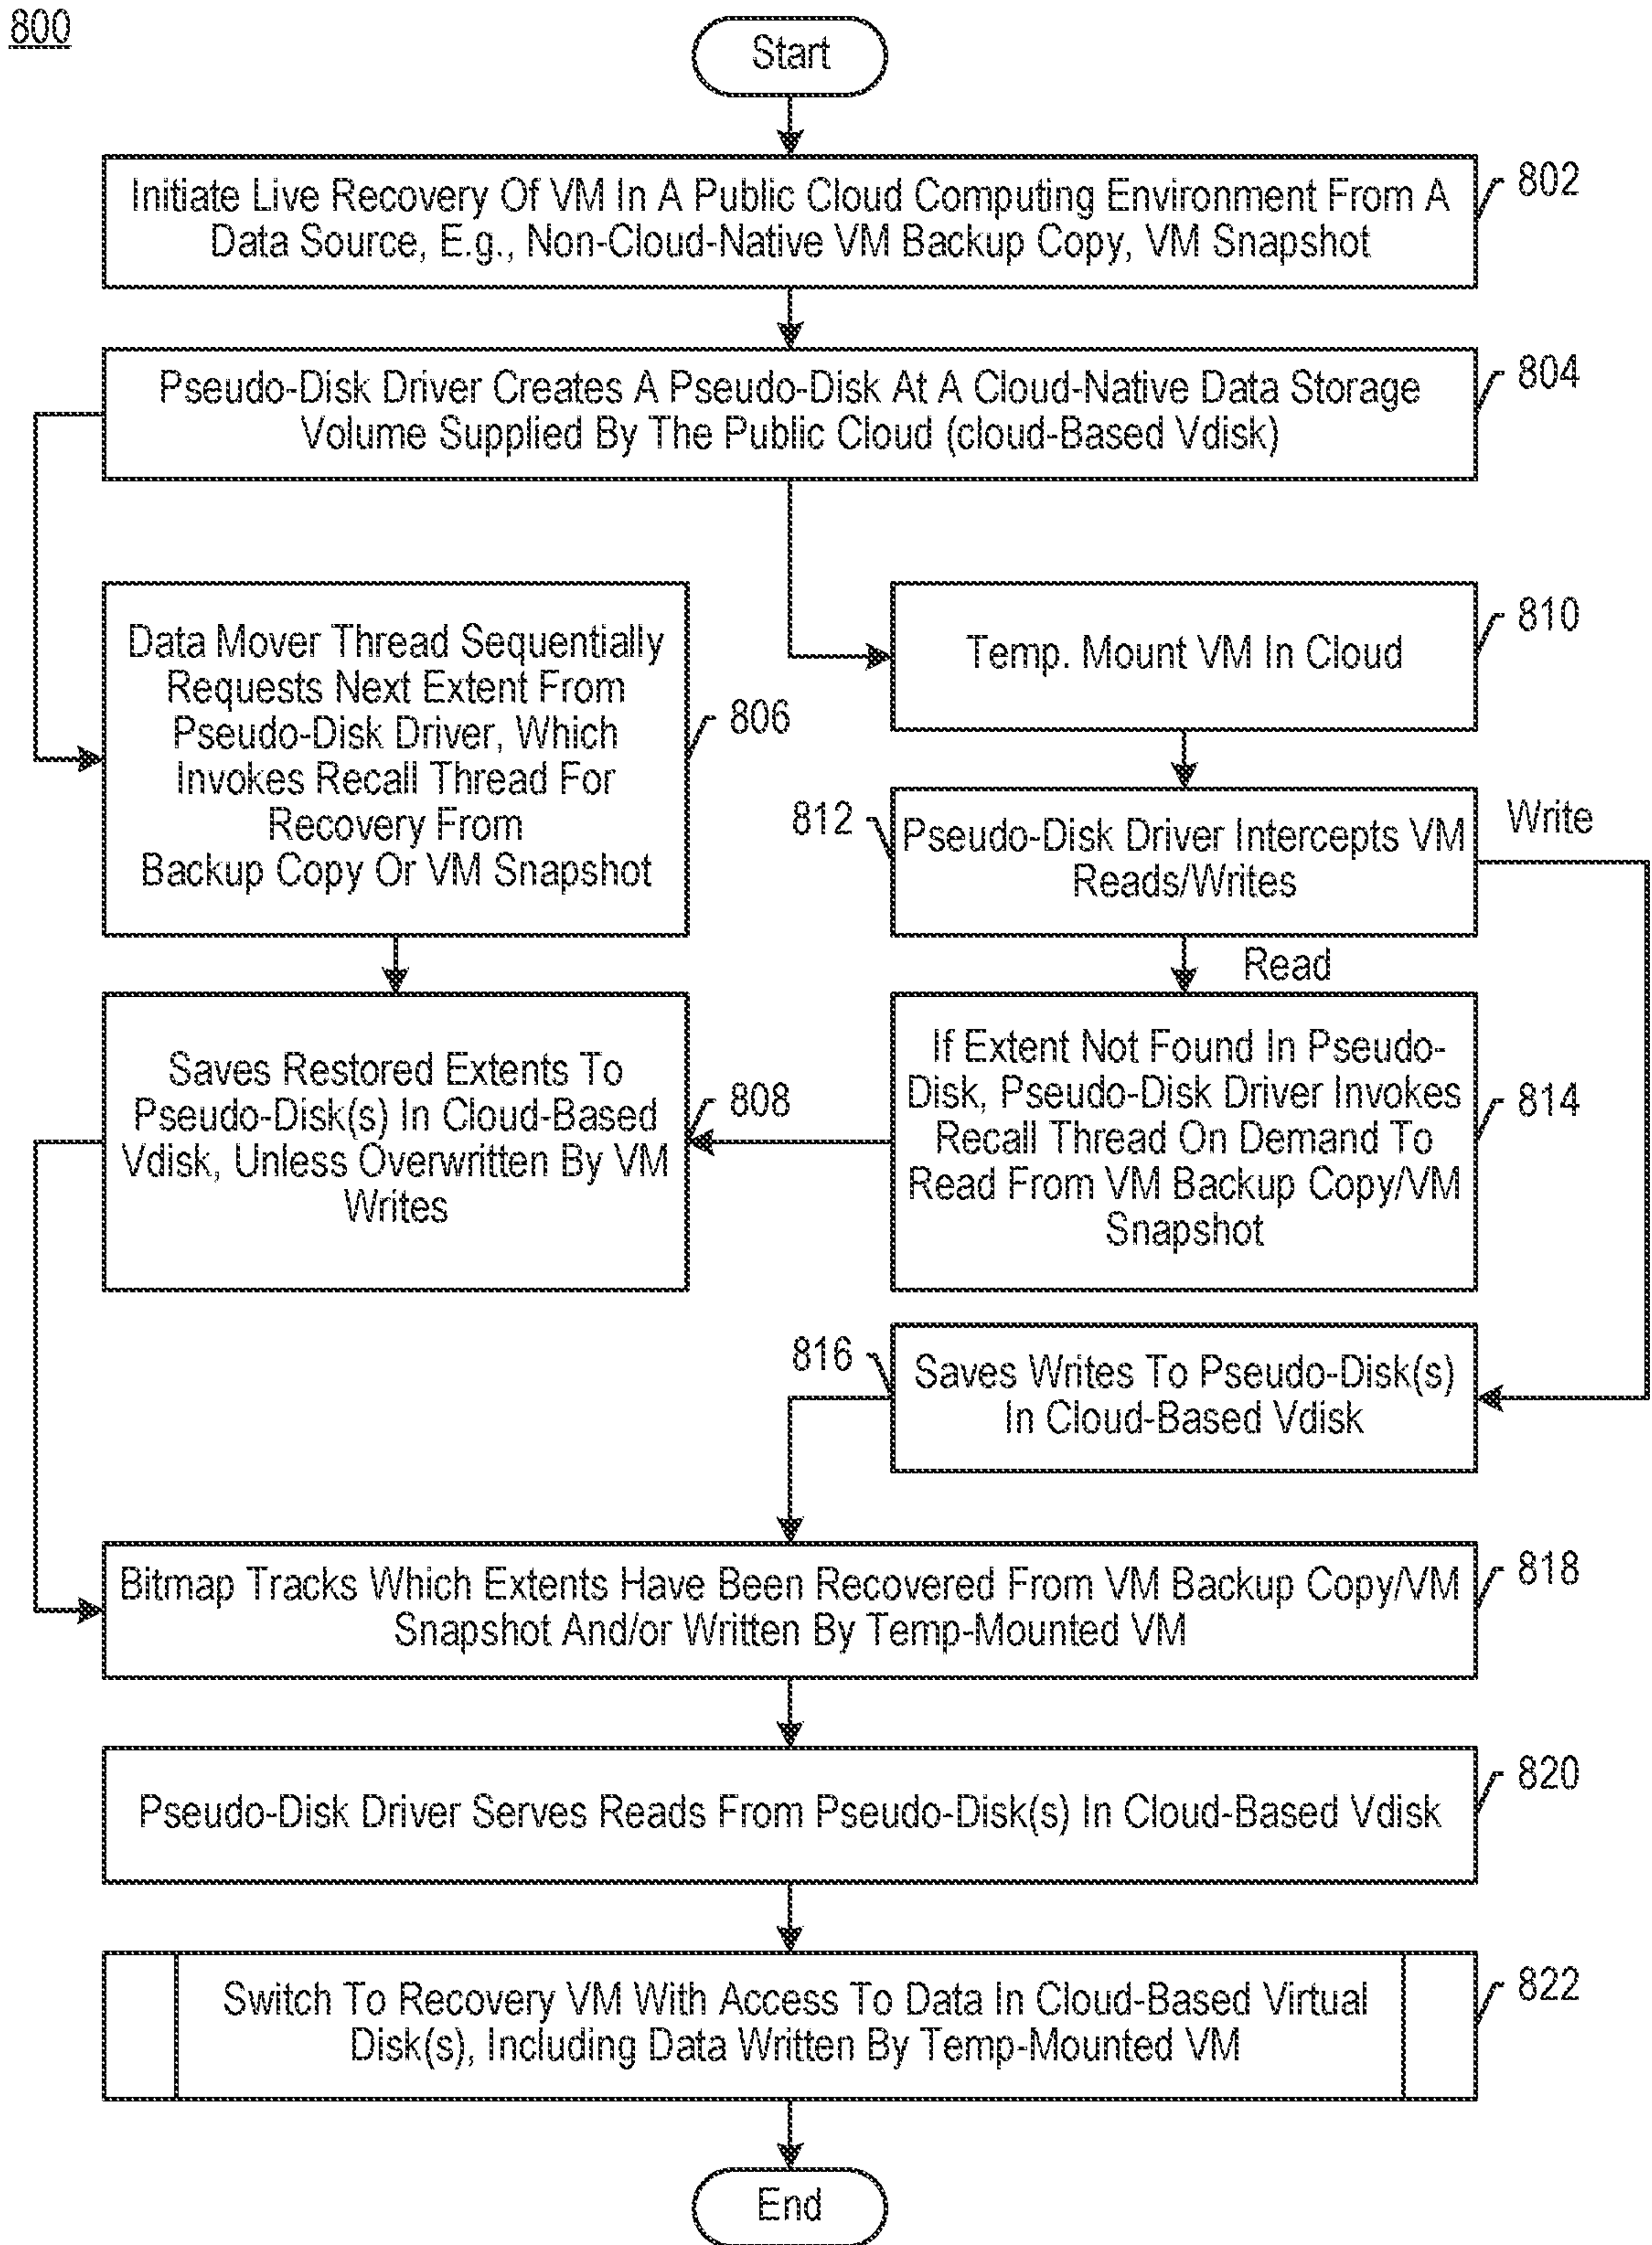 800
Start
Initiate Live Recovery Of VM In A Public Cloud Computing Environment From A
Data Source, E.g., Non-Cloud-Native VM Backup Copy, VM Snapshot
802
Pseudo-Disk Driver Creates A Pseudo-Disk At A Cloud-Native Data Storage
Volume Supplied By The Public Cloud (cloud-Based Vdisk)
804
Data Mover Thread Sequentially
Requests Next Extent From
Pseudo-Disk Driver, Which
Invokes Recall Thread For
Recovery From
Backup Copy Or VM Snapshot
806
Temp. Mount VM In Cloud
810
812
Pseudo-Disk Driver Intercepts VM
Reads/Writes
Write
Read
Saves Restored Extents To
Pseudo-Disk(s) In Cloud-Based
Vdisk, Unless Overwritten By VM
Writes
808
If Extent Not Found In Pseudo-
Disk, Pseudo-Disk Driver Invokes
Recall Thread On Demand To
Read From VM Backup Copy/VM
Snapshot
814
816
Saves Writes To Pseudo-Disk(s)
In Cloud-Based Vdisk
Bitmap Tracks Which Extents Have Been Recovered From VM Backup Copy/VM
Snapshot And/or Written By Temp-Mounted VM
818
Pseudo-Disk Driver Serves Reads From Pseudo-Disk(s) In Cloud-Based Vdisk
820
Switch To Recovery VM With Access To Data In Cloud-Based Virtual
Disk(s), Including Data Written By Temp-Mounted VM
822
End